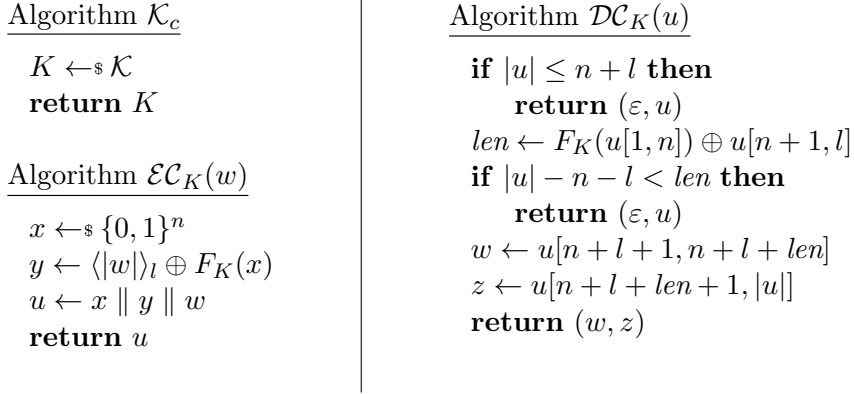 Algorithm 𝒦_c
K ←$ 𝒦
return K
Algorithm ℰ𝒞_K(w)
x ←$ {0, 1}^n
y ← ⟨|w|⟩_l ⊕ F_K(x)
u ← x ∥ y ∥ w
return u
Algorithm 𝒟𝒞_K(u)
if |u| ≤ n + l then
return (ε, u)
len ← F_K(u[1, n]) ⊕ u[n + 1, l]
if |u| − n − l < len then
return (ε, u)
w ← u[n + l + 1, n + l + len]
z ← u[n + l + len + 1, |u|]
return (w, z)